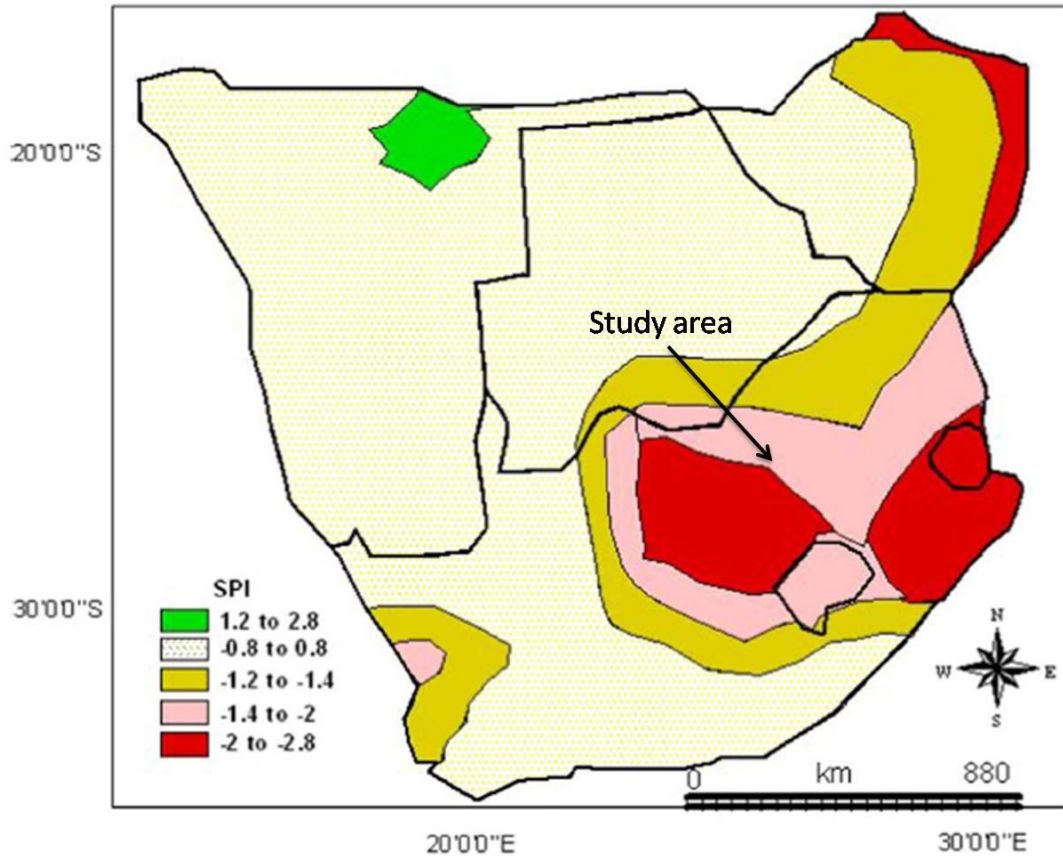 20'0'0"S
Study area
30'0'0"S
SPI
1.2 to 2.8
-0.8 to 0.8
-1.2 to -1.4
-1.4 to -2
-2 to -2.8
N
W E
S
0 km 880
20'0'0"E
30'0'0"E